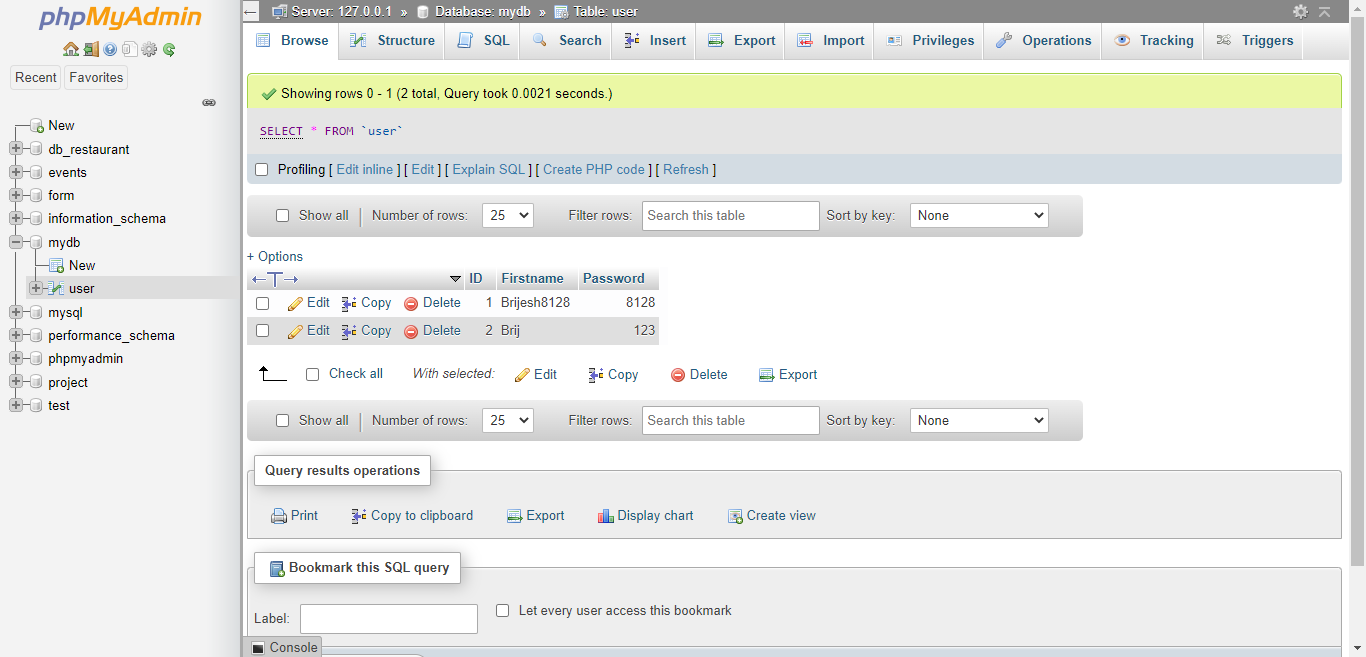 phpMyAdmin
Recent Favorites
New
db_restaurant
events
form
information_schema
mydb
New
user
mysql
performance_schema
phpmyadmin
project
test
Server: 127.0.0.1 » Database: mydb » Table: user
Browse Structure SQL Search Insert Export Import Privileges Operations Tracking Triggers
Showing rows 0 - 1 (2 total, Query took 0.0021 seconds.)
SELECT * FROM `user`
Profiling [ Edit inline ] [ Edit ] [ Explain SQL ] [ Create PHP code ] [ Refresh ]
Show all Number of rows: 25 Filter rows: Search this table Sort by key: None
+ Options
ID Firstname Password
Edit Copy Delete 1 Brijesh8128 8128
Edit Copy Delete 2 Brij 123
Check all With selected: Edit Copy Delete Export
Show all Number of rows: 25 Filter rows: Search this table Sort by key: None
Query results operations
Print Copy to clipboard Export Display chart Create view
Bookmark this SQL query
Label: Let every user access this bookmark
Console